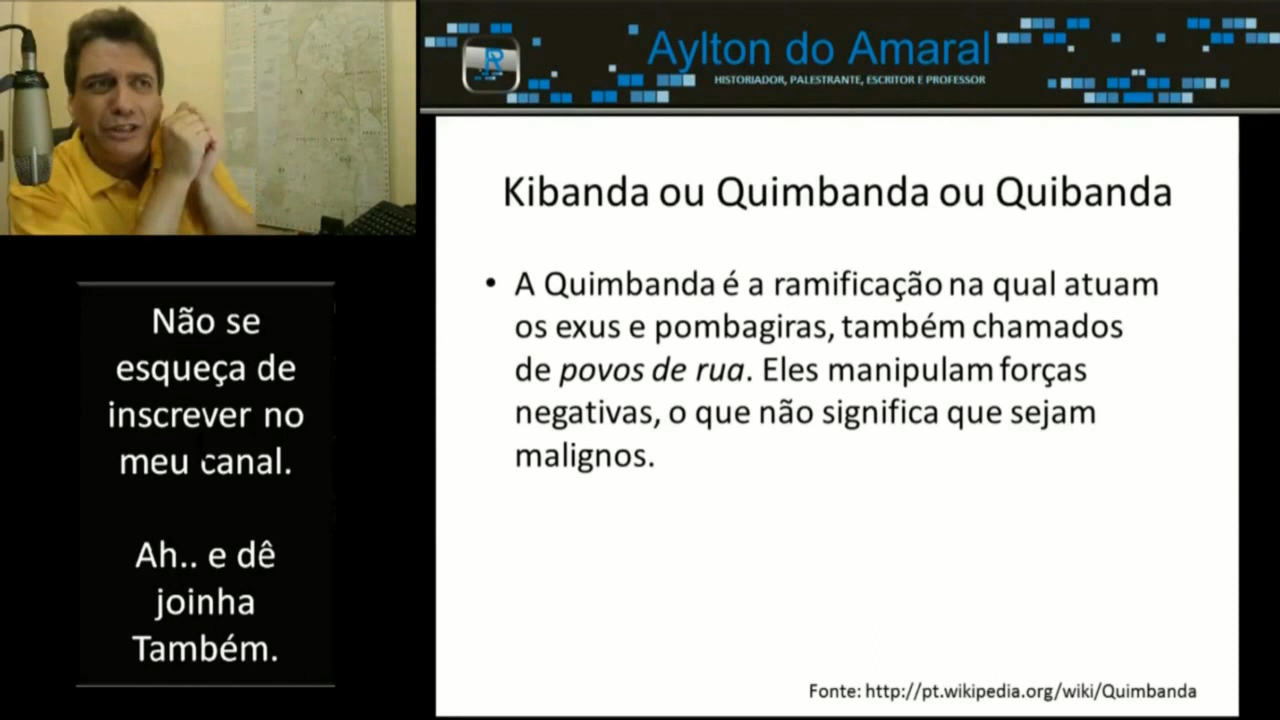 Aylton do Amaral
HISTORIADOR, PALESTRANTE, ESCRITOR E PROFESSOR
R
Kibanda ou Quimbanda ou Quibanda
• A Quimbanda é a ramificação na qual atuam
os exus e pombagiras, também chamados
de povos de rua. Eles manipulam forças
negativas, o que não significa que sejam
malignos.
Fonte: http://pt.wikipedia.org/wiki/Quimbanda
Não se
esqueça de
inscrever no
meu canal.
Ah.. e dê
joinha
Também.